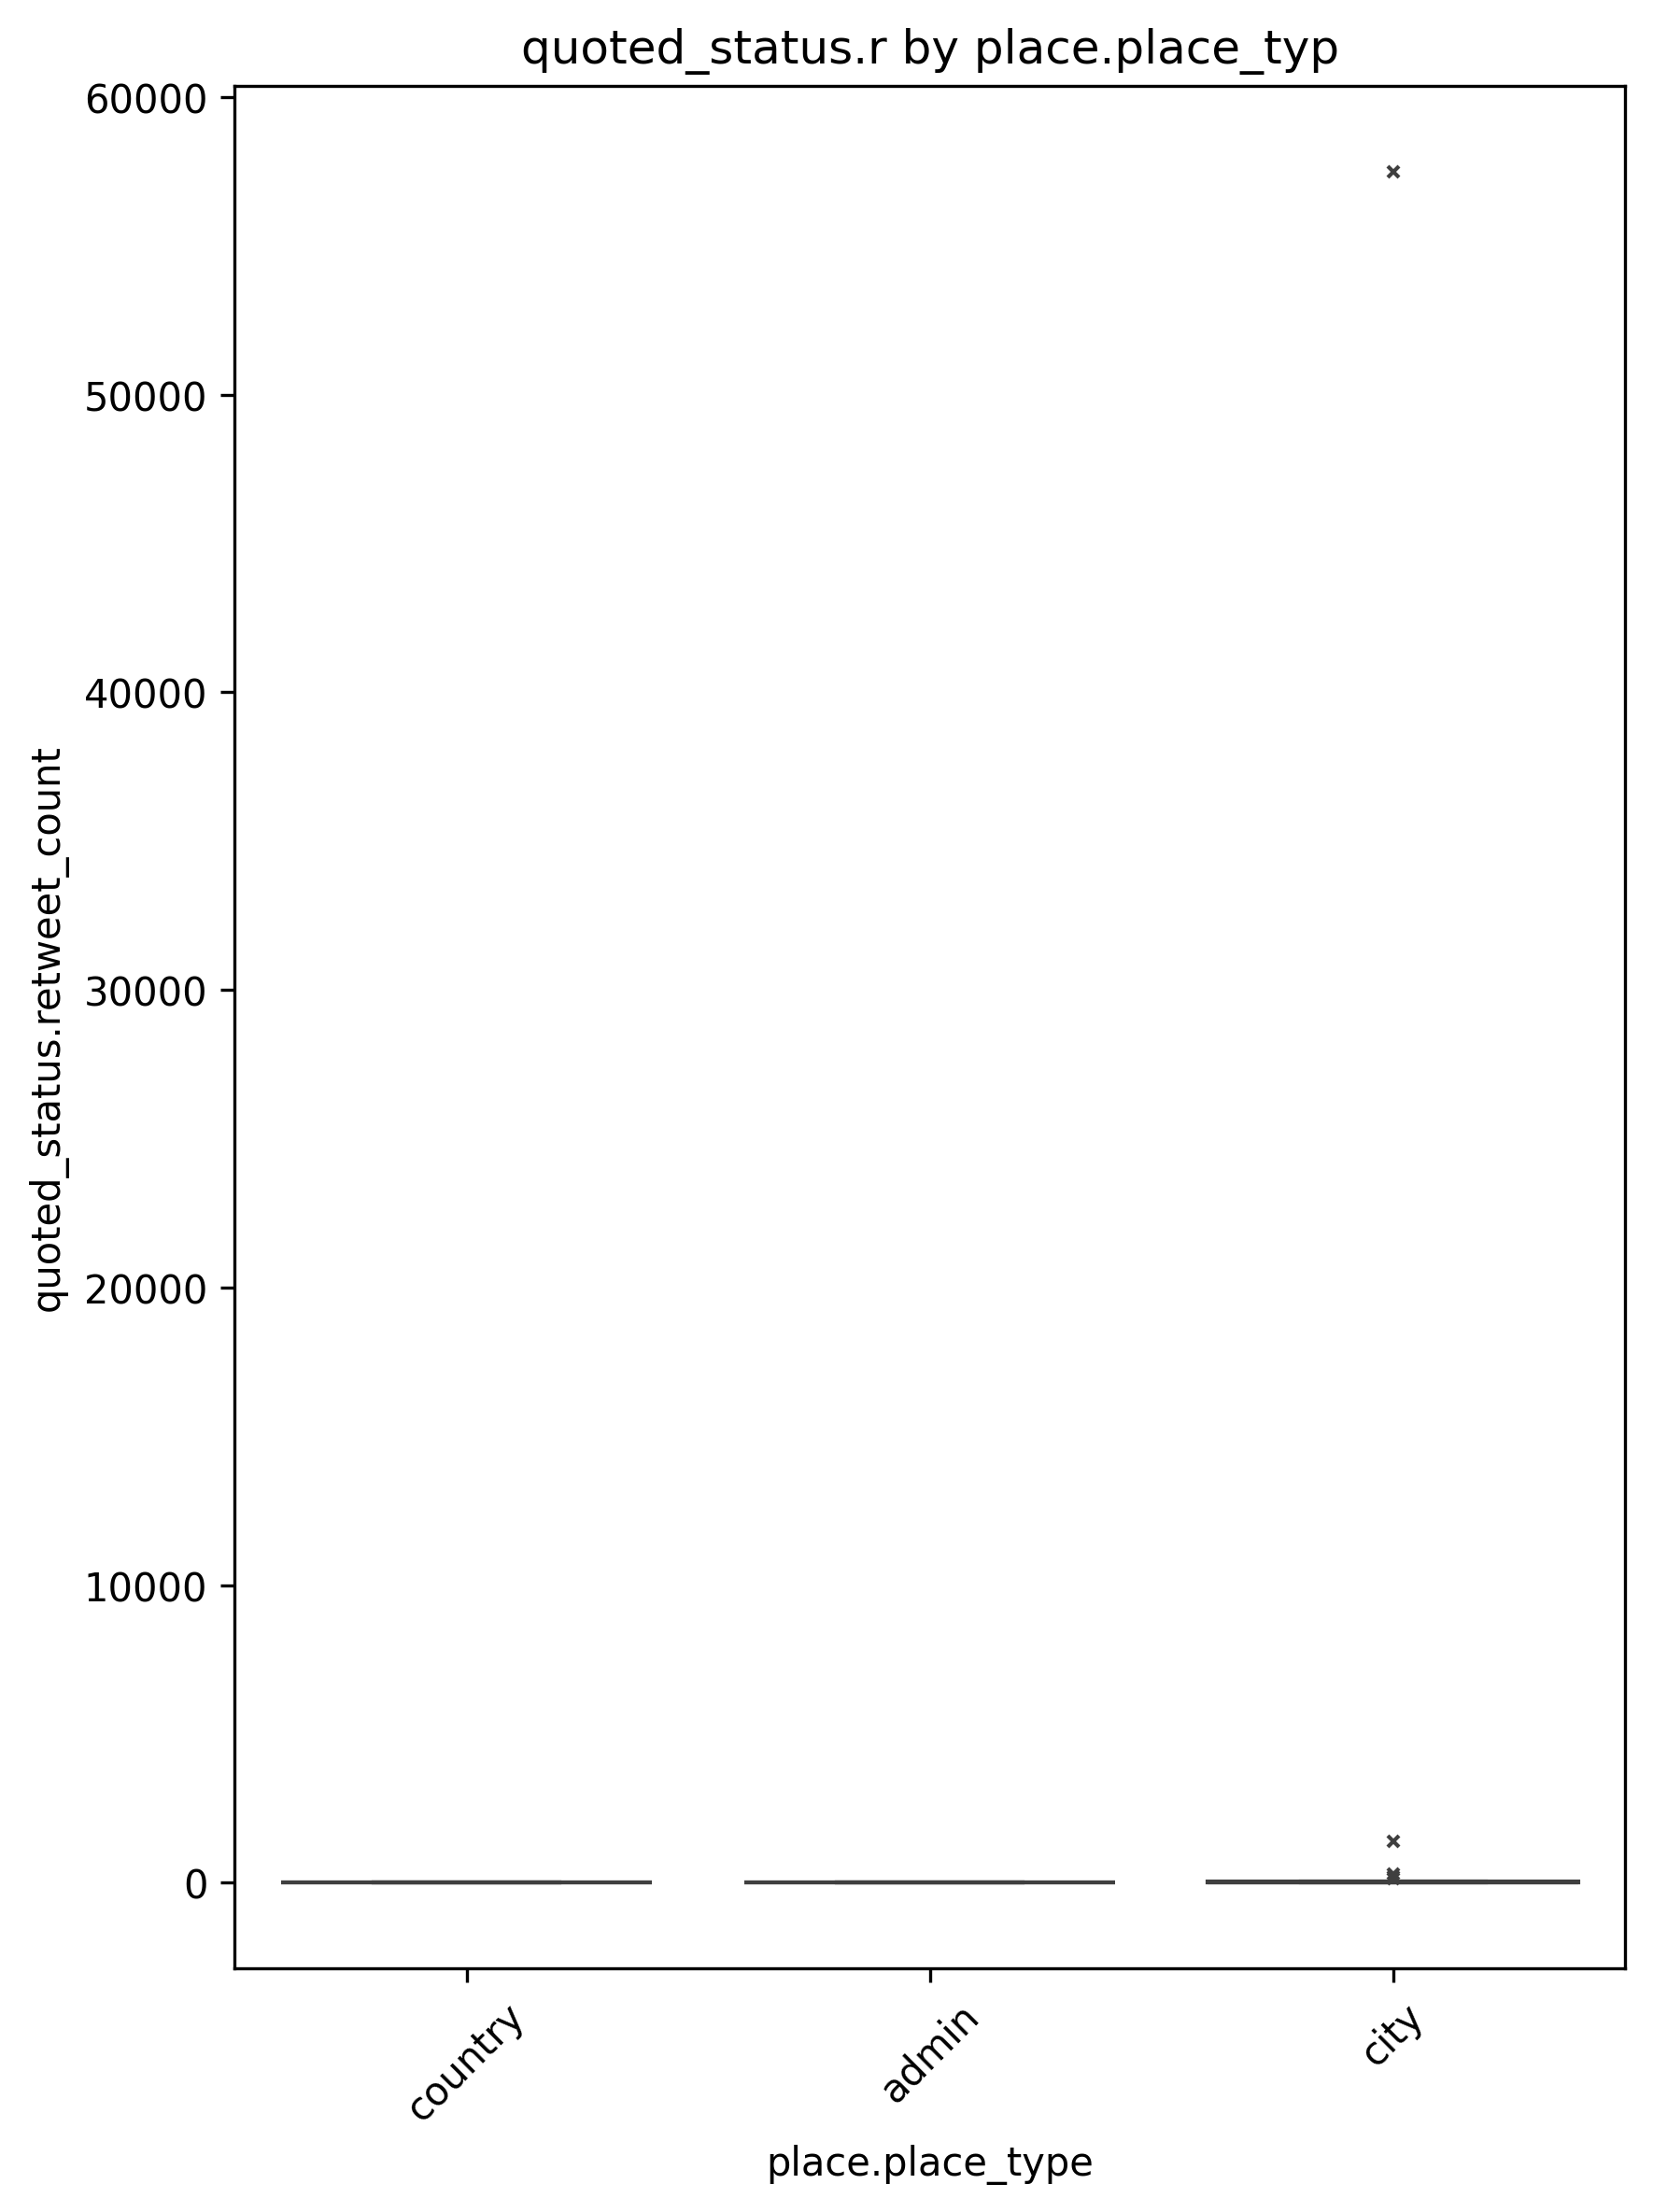 quoted_status.r by place.place_typ
60000
50000
40000
30000
20000
10000
0
quoted_status.retweet_count
country
admin
city
place.place_type